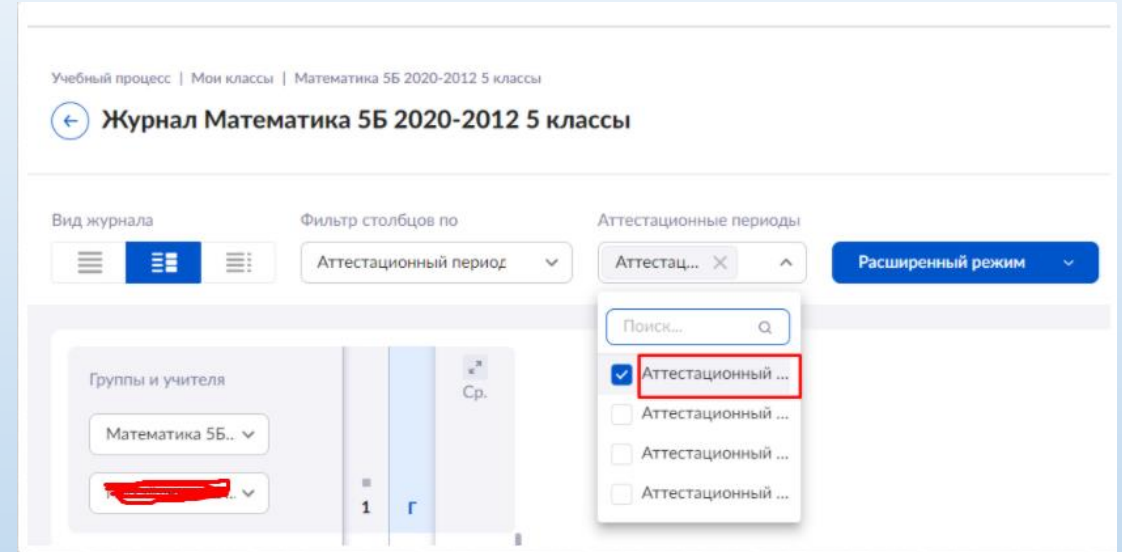 Учебный процесс | Мои классы | Математика 5Б 2020-2012 5 классы
Журнал Математика 5Б 2020-2012 5 классы
Вид журнала
Фильтр столбцов по
Аттестационные периоды
Аттестационный период
Аттестац...
Расширенный режим
Поиск...
Группы и учителя
Ср.
Аттестационный ...
Аттестационный ...
Математика 5Б..
Аттестационный ...
Аттестационный ...
1
Г